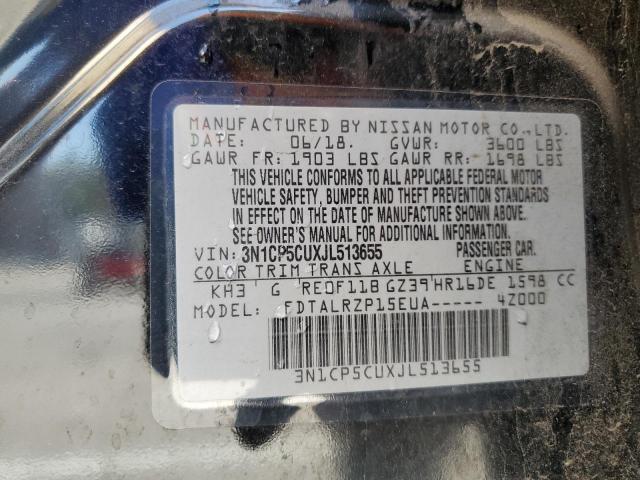 MANUFACTURED BY NISSAN MOTOR CO.,LTD.
DATE: 06/18. GVWR: 3600 LBS
GAWR FR: 1903 LBS GAWR RR: 1698 LBS
THIS VEHICLE CONFORMS TO ALL APPLICABLE FEDERAL MOTOR
VEHICLE SAFETY, BUMPER AND THEFT PREVENTION STANDARDS
IN EFFECT ON THE DATE OF MANUFACTURE SHOWN ABOVE.
SEE OWNER'S MANUAL FOR ADDITIONAL INFORMATION.
VIN: 3N1CP5CUXJL513655 PASSENGER CAR.
COLOR TRIM TRANS AXLE ENGINE
KH3 G RE0F11B GZ39 HR16DE 1598 CC
MODEL: FDTALRZP15EUA----- 4Z000
3N1CP5CUXJL513655